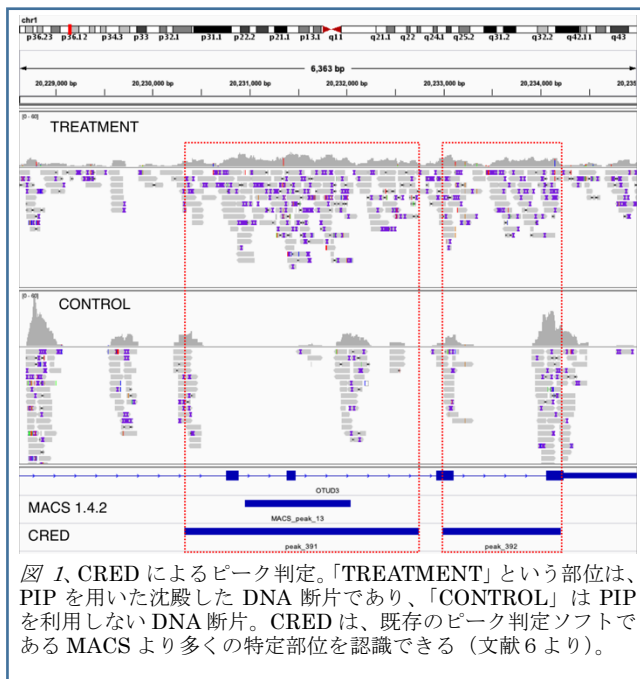 chr1
p36.23 p36.12 p34.3 p33 p32.1 p31.1 p22.2 p21.1 p13.1 q11 q21.1 q22 q24.1 q25.2 q31.2 q32.2 q42.11 q43
6,363 bp
20,229,000 bp 20,230,000 bp 20,231,000 bp 20,232,000 bp 20,233,000 bp 20,234,000 bp 20,235
[0 - 60]
TREATMENT
[0 - 60]
CONTROL
OTUD3
MACS 1.4.2
MACS_peak_13
CRED
peak_391 peak_392
図 1、CRED によるピーク判定。「TREATMENT」という部位は、
PIP を用いた沈殿した DNA 断片であり、「CONTROL」は PIP
を利用しない DNA 断片。CRED は、既存のピーク判定ソフトで
ある MACS より多くの特定部位を認識できる（文献６より）。